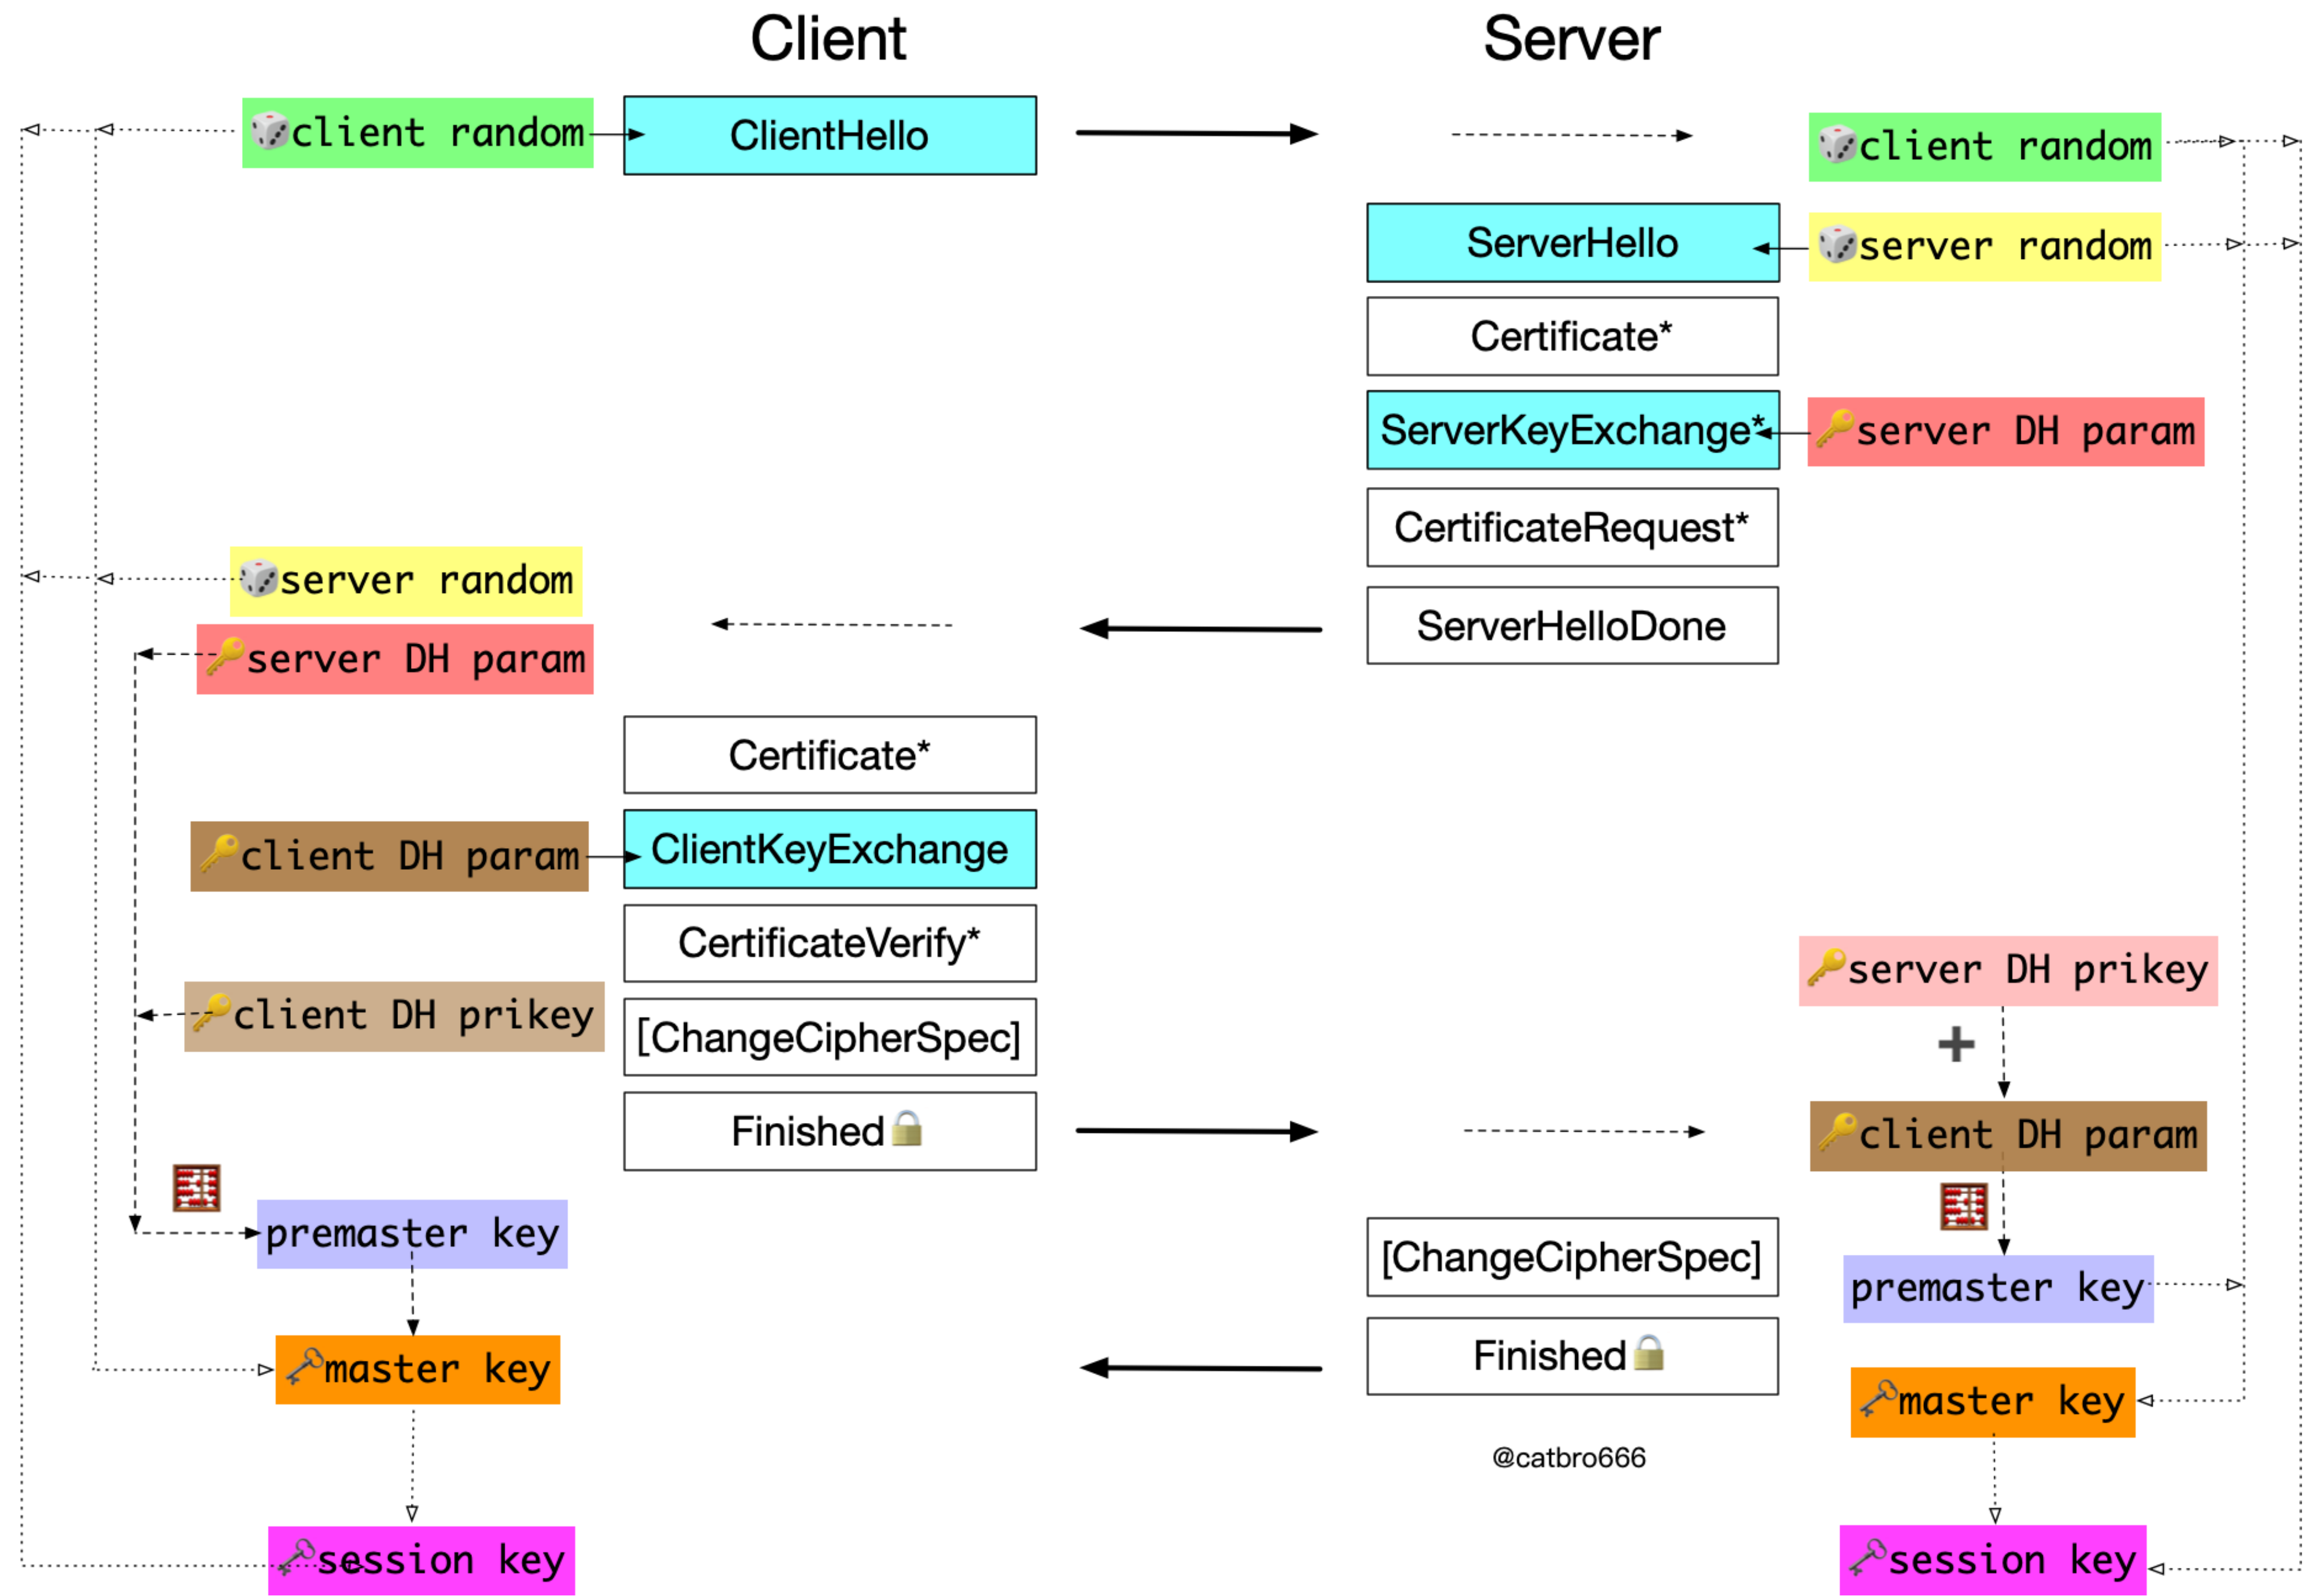 Client
Server
client random
ClientHello
client random
ServerHello
server random
Certificate*
ServerKeyExchange*
server DH param
CertificateRequest*
server random
ServerHelloDone
server DH param
Certificate*
client DH param
ClientKeyExchange
CertificateVerify*
server DH prikey
client DH prikey
[ChangeCipherSpec]
Finished
client DH param
premaster key
[ChangeCipherSpec]
premaster key
master key
Finished
master key
@catbro666
session key
session key